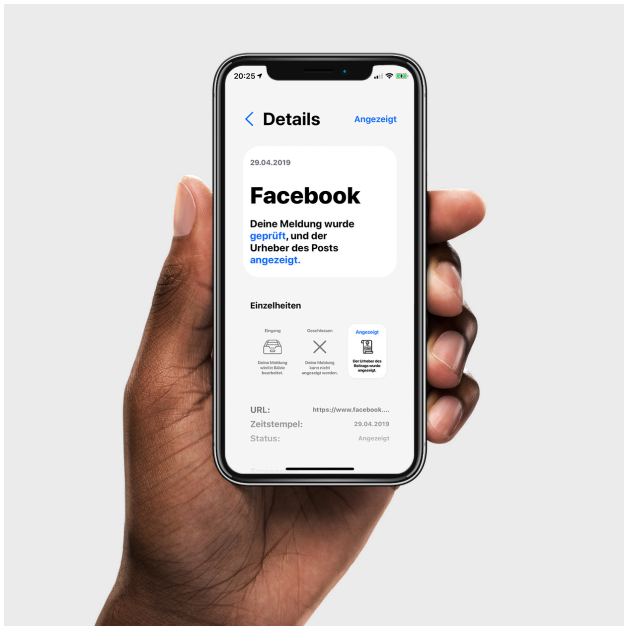 20:25
Details
Angezeigt
29.04.2019
Facebook
Deine Meldung wurde
geprüft, und der
Urheber des Posts
angezeigt.
Einzelheiten
Eingang
Deine Meldung
wird in Bälde
bearbeitet.
Geschlossen
Deine Meldung
kann nicht
angezeigt werden.
Angezeigt
Der Urheber des
Beitrags wurde
angezeigt.
URL: https://www.facebook....
Zeitstempel: 29.04.2019
Status: Angezeigt